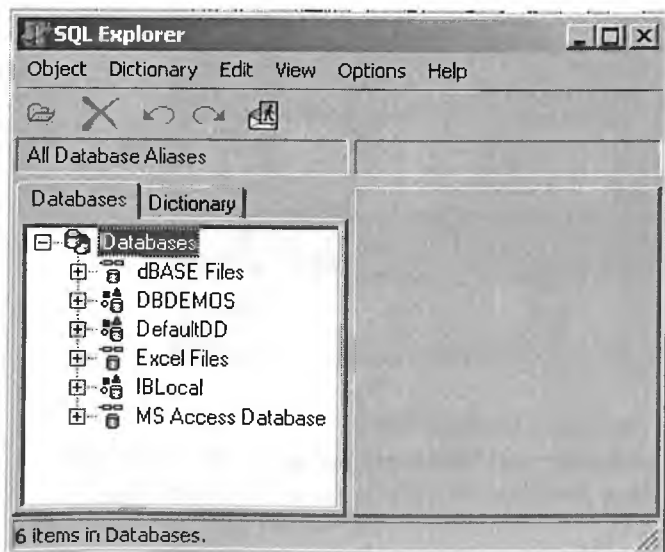 SQL Explorer
Object Dictionary Edit View Options Help
All Database Aliases
Databases Dictionary
Databases
dBASE Files
DBDEMOS
DefaultDD
Excel Files
IBLocal
MS Access Database
6 items in Databases.